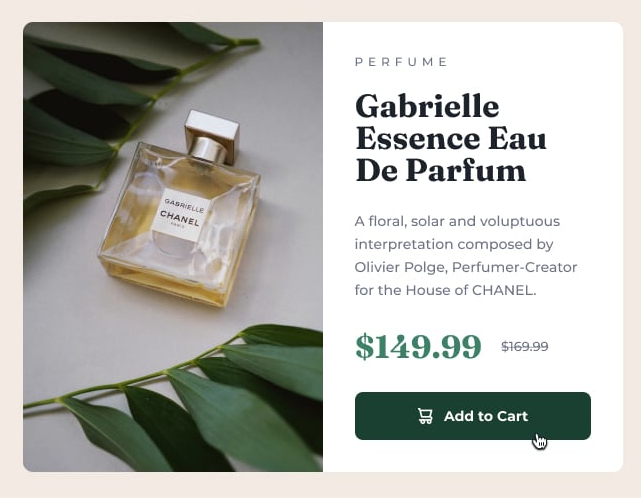 GABRIELLE
CHANEL
PARIS
PERFUME
Gabrielle
Essence Eau
De Parfum
A floral, solar and voluptuous
interpretation composed by
Olivier Polge, Perfumer-Creator
for the House of CHANEL.
$149.99 $169.99
Add to Cart